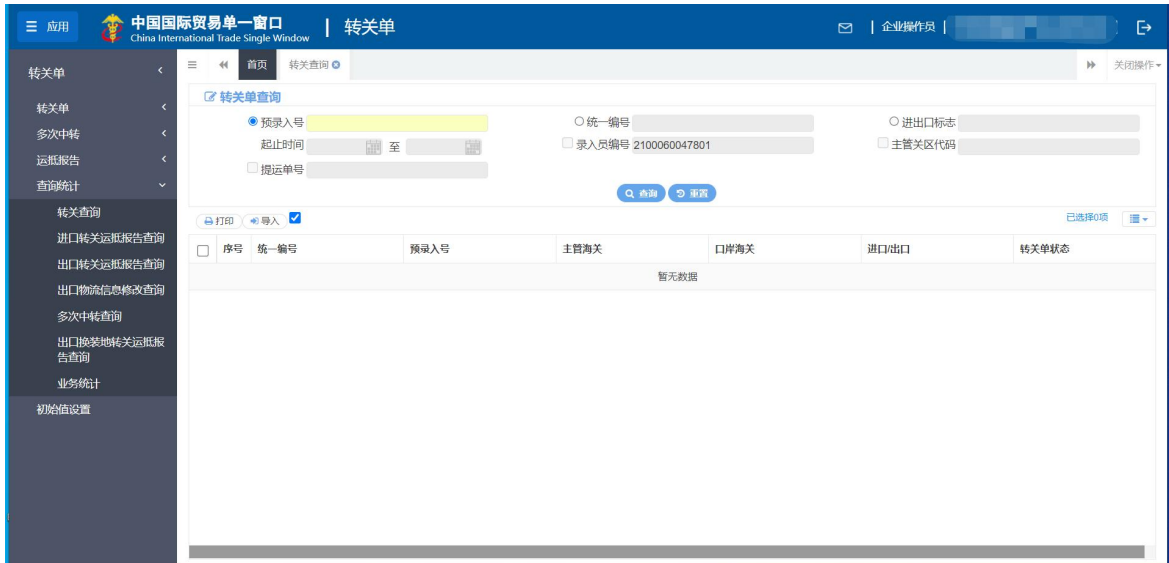 应用
中国国际贸易单一窗口
China International Trade Single Window
转关单
企业操作员
转关单
首页
转关查询
关闭操作
转关单
多次中转
运抵报告
查询统计
转关查询
进口转关运抵报告查询
出口转关运抵报告查询
出口物流信息修改查询
多次中转查询
出口换装地转关运抵报
告查询
业务统计
初始值设置
转关单查询
预录入号
统一编号
进出口标志
起止时间 至
录入员编号 2100060047801
主管关区代码
提运单号
查询 重置
打印 导入
已选择0项
序号 统一编号 预录入号 主管海关 口岸海关 进口/出口 转关单状态
暂无数据